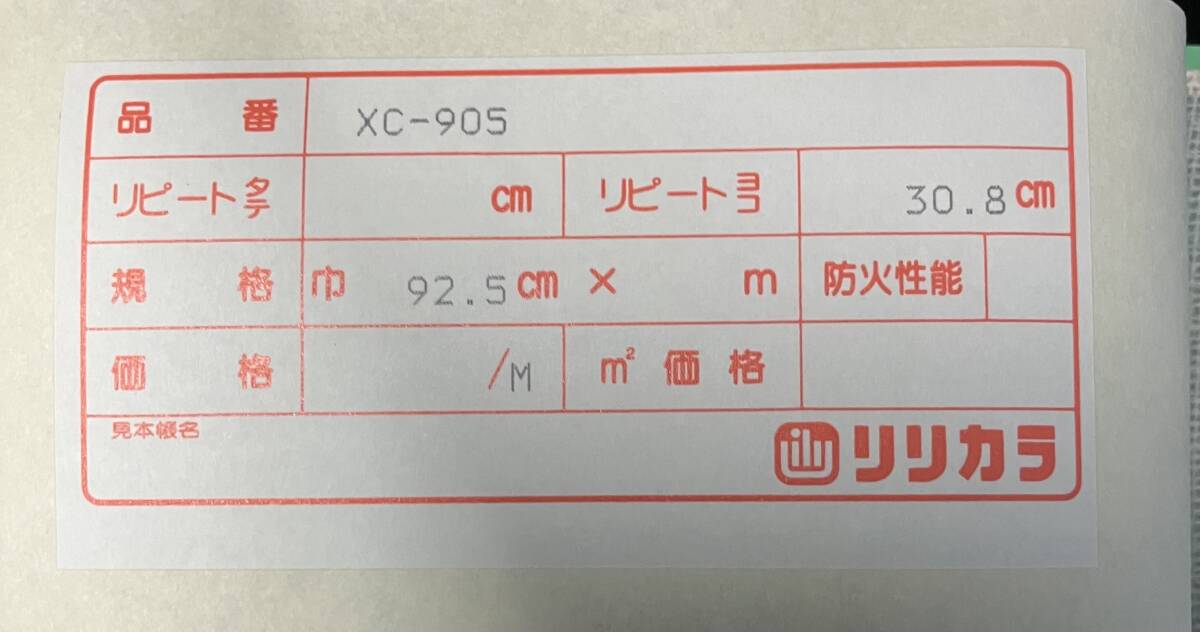 品番 XC-905
リピートタテ cm リピートヨコ 30.8cm
規格 巾 92.5cm × m 防火性能
価格 /M m² 価格
見本帳名
リリカラ